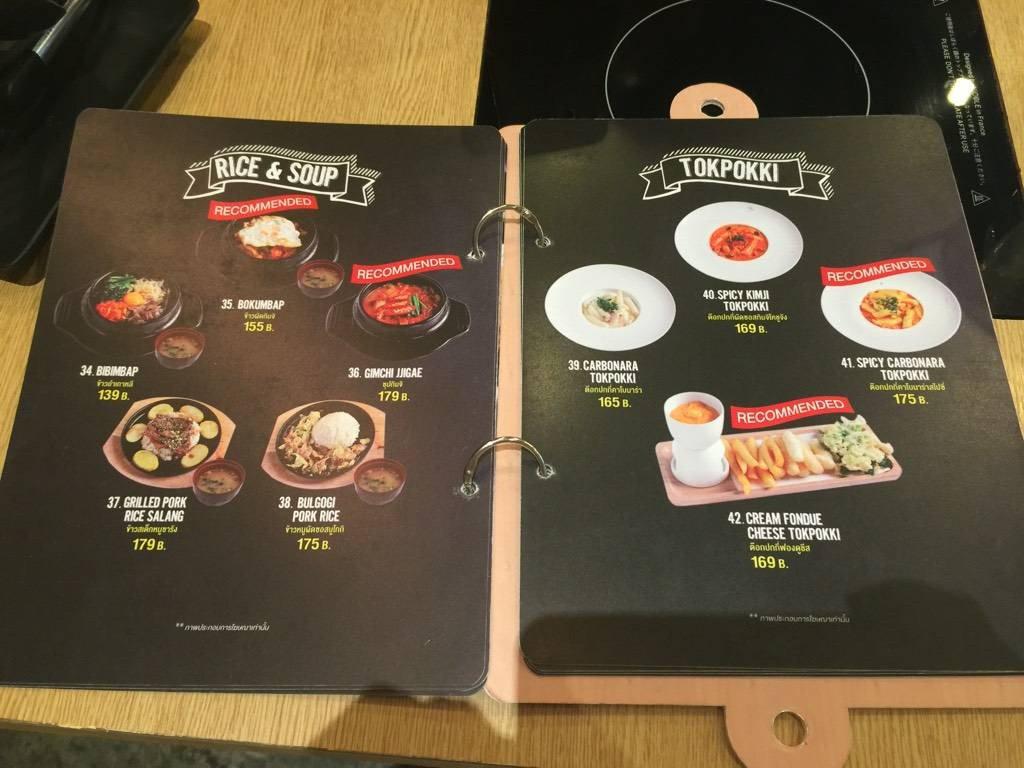 RICE & SOUP
RECOMMENDED
35. BOKUMBAP
ข้าวผัดกิมจิ
155 B.
RECOMMENDED
34. BIBIMBAP
ข้าวยำเกาหลี
139 B.
36. GIMCHI JJIGAE
ซุปกิมจิ
179 B.
37. GRILLED PORK
RICE SALANG
ข้าวสเต็กหมูซารัง
179 B.
38. BULGOGI
PORK RICE
ข้าวหมูผัดซอสบูโกกิ
175 B.
** ภาพประกอบการโฆษณาเท่านั้น
TOKPOKKI
40. SPICY KIMJI
TOKPOKKI
ต๊อกปกกี่ผัดซอสกิมจิโคชูจัง
169 B.
RECOMMENDED
39. CARBONARA
TOKPOKKI
ต๊อกปกกี่คาโบนาร่า
165 B.
41. SPICY CARBONARA
TOKPOKKI
ต๊อกปกกี่คาโบนาร่าสไปซี่
175 B.
RECOMMENDED
42. CREAM FONDUE
CHEESE TOKPOKKI
ต๊อกปกกี่ฟองดูชีส
169 B.
** ภาพประกอบการโฆษณาเท่านั้น
Designed
in France
PLEASE DON'T
AFTER USE